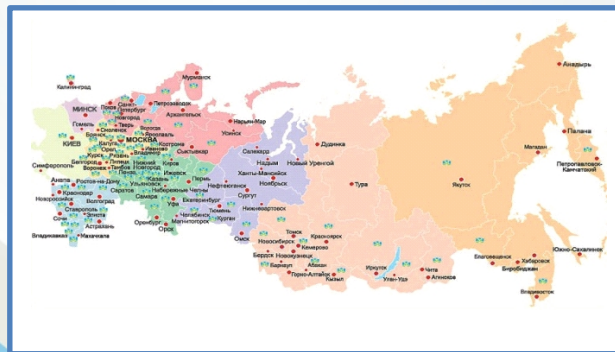 Мурманск
Калининград
МИНСК
Псков
Санкт-Петербург
Петрозаводск
Новгород
Архангельск
Нарьян-Мар
Гомель
Смоленск
Тверь
Вологда
Ярославль
Усинск
КИЕВ
Брянск
Калуга
МОСКВА
Кострома
Иваново
Владимир
Сыктывкар
Орел
Рязань
Курск
Белгород
Липецк
Тамбов
Воронеж
Пенза
Нижний Новгород
Киров
Казань
Ижевск
Пермь
Симферополь
Ульяновск
Саратов
Самара
Набережные Челны
Уфа
Екатеринбург
Челябинск
Магнитогорск
Курган
Тюмень
Оренбург
Орск
Анапа
Ростов-на-Дону
Краснодар
Новороссийск
Ставрополь
Волгоград
Сочи
Элиста
Астрахань
Владикавказ
Махачкала
Салехард
Надым
Новый Уренгой
Ханты-Мансийск
Ноябрьск
Нефтеюганск
Сургут
Нижневартовск
Омск
Дудинка
Тура
Томск
Красноярск
Новосибирск
Кемерово
Бердск
Новокузнецк
Барнаул
Абакан
Горно-Алтайск
Кызыл
Иркутск
Улан-Удэ
Чита
Агинское
Якутск
Анадырь
Палана
Магадан
Петропавловск-Камчатский
Благовещенск
Хабаровск
Биробиджан
Южно-Сахалинск
Владивосток